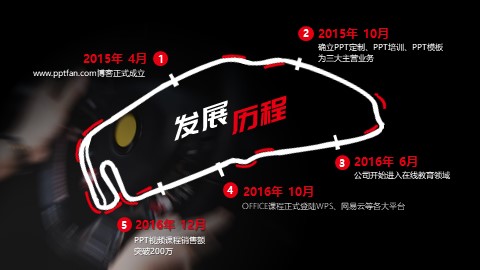 2015年 4月
1
www.pptfan.com博客正式成立
2
2015年 10月
确立PPT定制、PPT培训、PPT模板
为三大主营业务
发展历程
3
2016年 6月
公司开始进入在线教育领域
4
2016年 10月
OFFICE课程正式登陆WPS、网易云等各大平台
5
2016年 12月
PPT视频课程销售额
突破200万